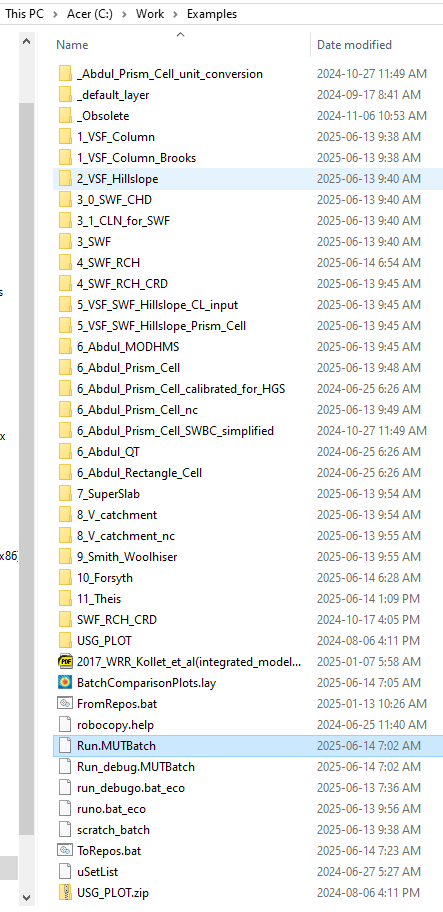 This PC > Acer (C:) > Work > Examples
Name Date modified
_Abdul_Prism_Cell_unit_conversion 2024-10-27 11:49 AM
_default_layer 2024-09-17 8:41 AM
_Obsolete 2024-11-06 10:53 AM
1_VSF_Column 2025-06-13 9:38 AM
1_VSF_Column_Brooks 2025-06-13 9:38 AM
2_VSF_Hillslope 2025-06-13 9:40 AM
3_0_SWF_CHD 2025-06-13 9:40 AM
3_1_CLN_for_SWF 2025-06-13 9:40 AM
3_SWF 2025-06-13 9:40 AM
4_SWF_RCH 2025-06-14 6:54 AM
4_SWF_RCH_CRD 2025-06-13 9:45 AM
5_VSF_SWF_Hillslope_CL_input 2025-06-13 9:45 AM
5_VSF_SWF_Hillslope_Prism_Cell 2025-06-13 9:45 AM
6_Abdul_MODHMS 2025-06-13 9:45 AM
6_Abdul_Prism_Cell 2025-06-13 9:48 AM
6_Abdul_Prism_Cell_calibrated_for_HGS 2024-06-25 6:26 AM
6_Abdul_Prism_Cell_nc 2025-06-13 9:49 AM
6_Abdul_Prism_Cell_SWBC_simplified 2024-10-27 11:49 AM
6_Abdul_QT 2024-06-25 6:26 AM
6_Abdul_Rectangle_Cell 2024-06-25 6:26 AM
7_SuperSlab 2025-06-13 9:54 AM
8_V_catchment 2025-06-13 9:54 AM
8_V_catchment_nc 2025-06-13 9:55 AM
9_Smith_Woolhiser 2025-06-13 9:55 AM
10_Forsyth 2025-06-14 6:28 AM
11_Theis 2025-06-14 1:09 PM
SWF_RCH_CRD 2024-10-17 4:05 PM
USG_PLOT 2024-08-06 4:11 PM
2017_WRR_Kollet_et_al(integrated_model... 2025-01-07 5:58 AM
BatchComparisonPlots.lay 2025-06-14 7:05 AM
FromRepos.bat 2025-01-13 10:26 AM
robocopy.help 2024-06-25 11:40 AM
Run.MUTBatch 2025-06-14 7:02 AM
Run_debug.MUTBatch 2025-06-14 7:02 AM
run_debugo.bat_eco 2025-06-13 7:36 AM
runo.bat_eco 2025-06-13 9:56 AM
scratch_batch 2025-06-13 9:38 AM
ToRepos.bat 2025-06-14 7:23 AM
uSetList 2024-06-27 5:27 AM
USG_PLOT.zip 2024-08-06 4:11 PM
s
x
x86)
PDF